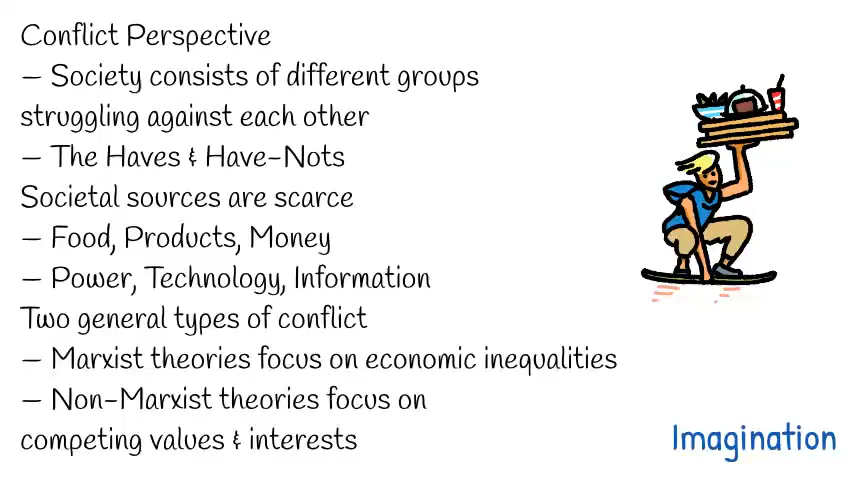 Conflict Perspective
– Society consists of different groups
struggling against each other
– The Haves & Have-Nots
Societal sources are scarce
– Food, Products, Money
– Power, Technology, Information
Two general types of conflict
– Marxist theories focus on economic inequalities
– Non-Marxist theories focus on
competing values & interests
Imagination